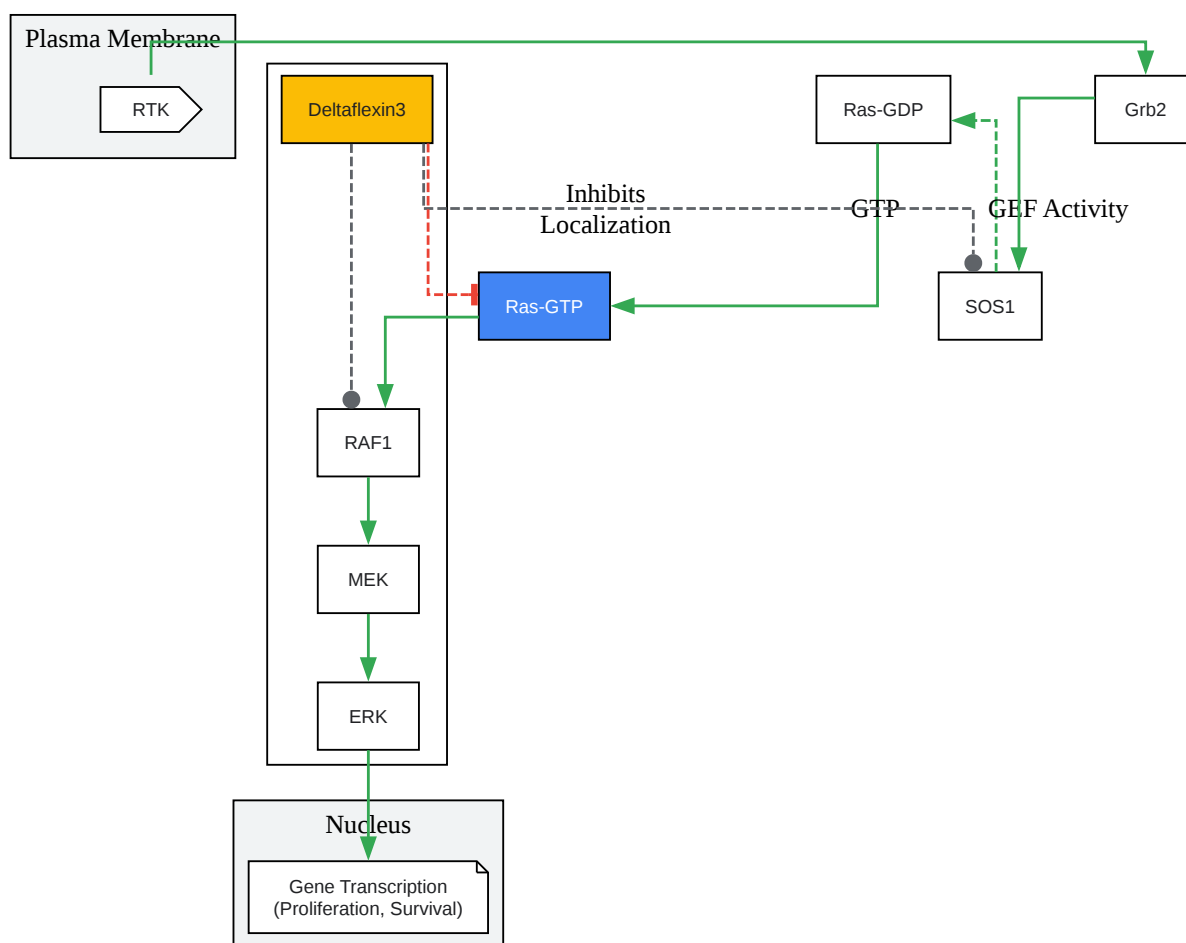 Plasma Membrane
RTK
Deltaflexin3
Ras-GDP
Grb2
Inhibits
Localization
GTP
GEF Activity
Ras-GTP
SOS1
RAF1
MEK
ERK
Nucleus
Gene Transcription
(Proliferation, Survival)